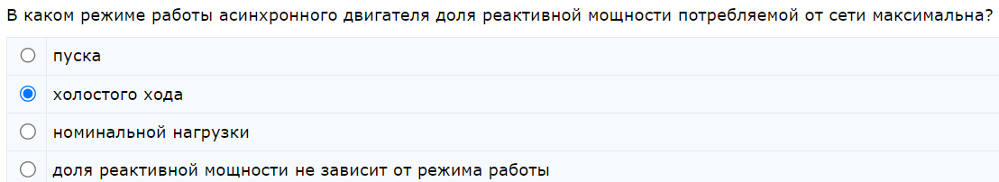 В каком режиме работы асинхронного двигателя доля реактивной мощности потребляемой от сети максимальна?
пуска
холостого хода
номинальной нагрузки
доля реактивной мощности не зависит от режима работы